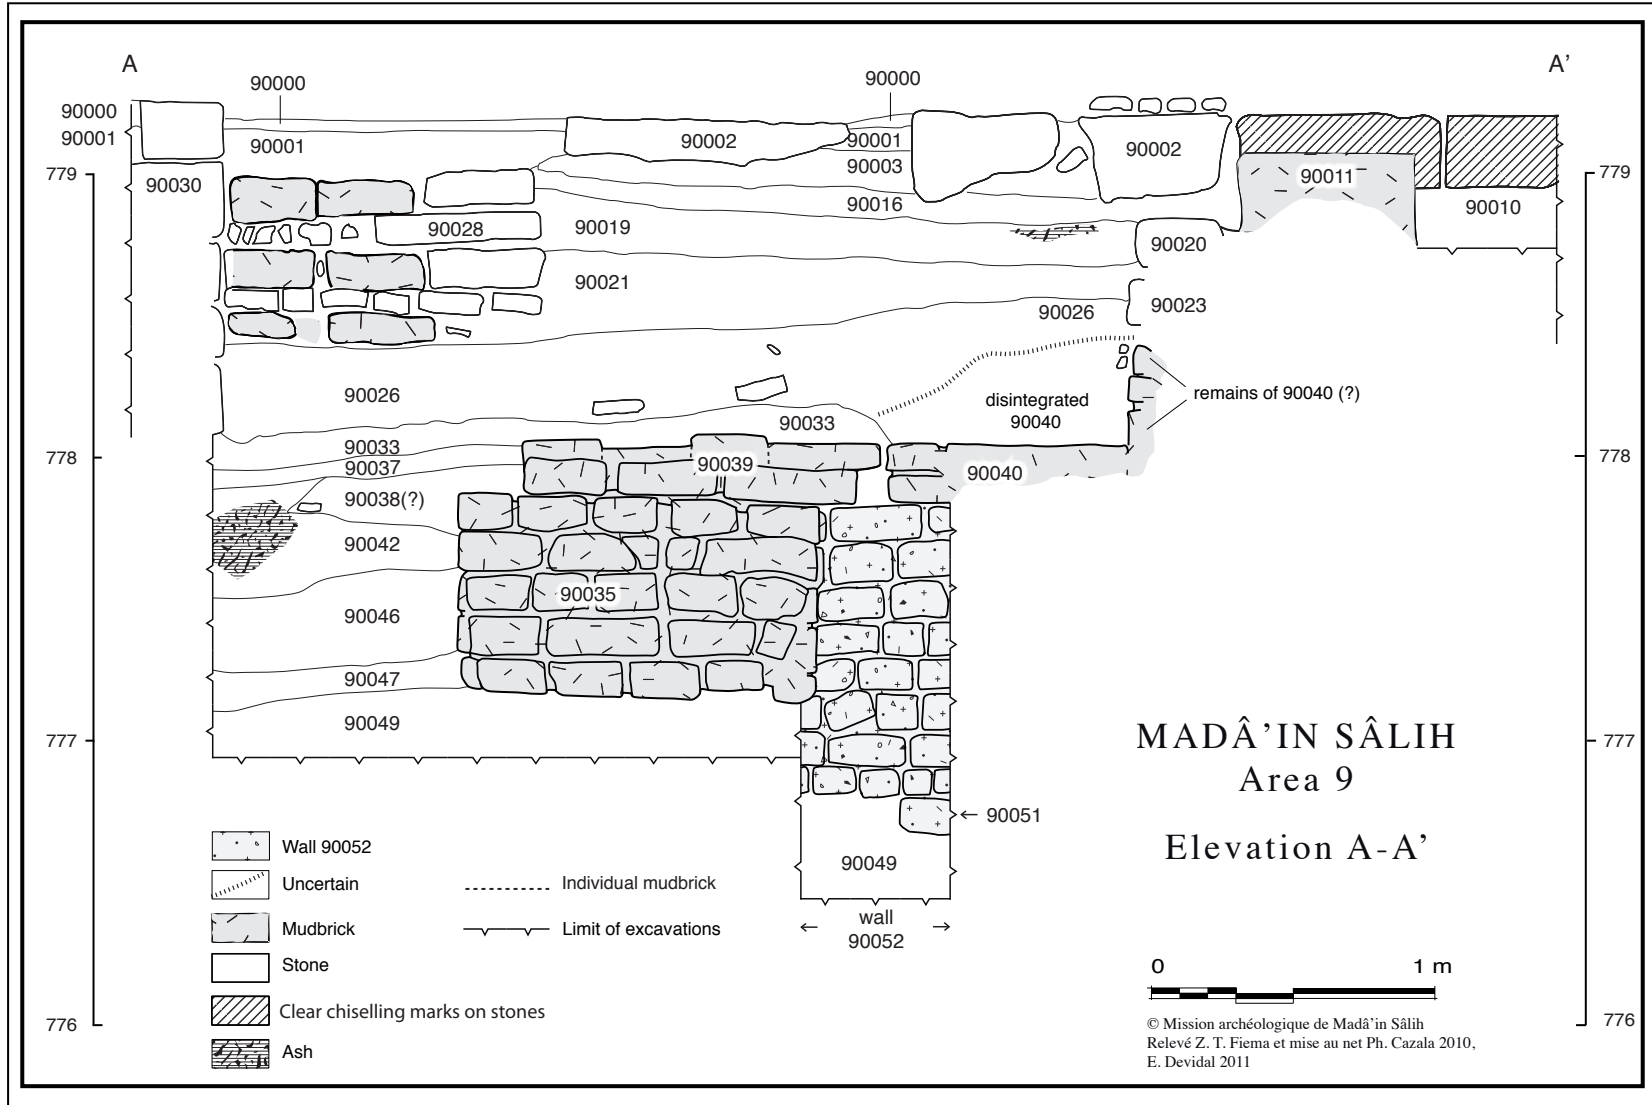 A
A’
90000
90000
90000
90001
90001
90002
90001
90003
90002
90011
779
779
90030
90016
90010
90028
90019
90020
90021
90023
90026
disintegrated
90040
remains of 90040 (?)
90026
90033
90033
778
778
90037
90039
90040
90038(?)
90042
90035
90046
90047
90049
777
777
MADÂ’IN SÂLIH
Area 9
Elevation A-A’
90051
90049
wall
90052
Wall 90052
Uncertain
Individual mudbrick
Mudbrick
Limit of excavations
Stone
Clear chiselling marks on stones
Ash
0 1 m
776
776
© Mission archéologique de Madâ’in Sâlih
Relevé Z. T. Fiema et mise au net Ph. Cazala 2010,
E. Devidal 2011